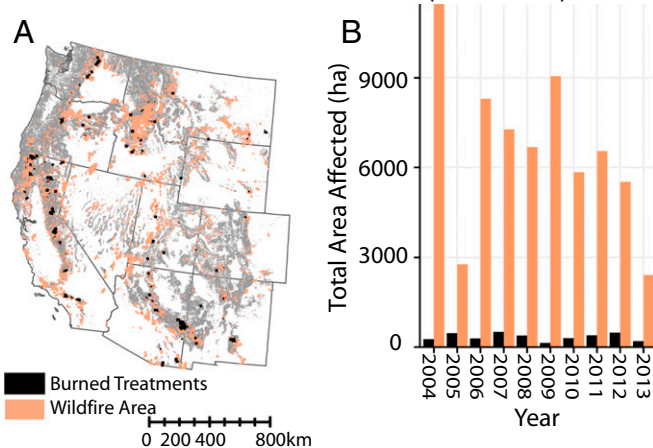 A
Burned Treatments
Wildfire Area
0 200 400 800km
B
Total Area Affected (ha)
9000
6000
3000
0
2004 2005 2006 2007 2008 2009 2010 2011 2012 2013
Year